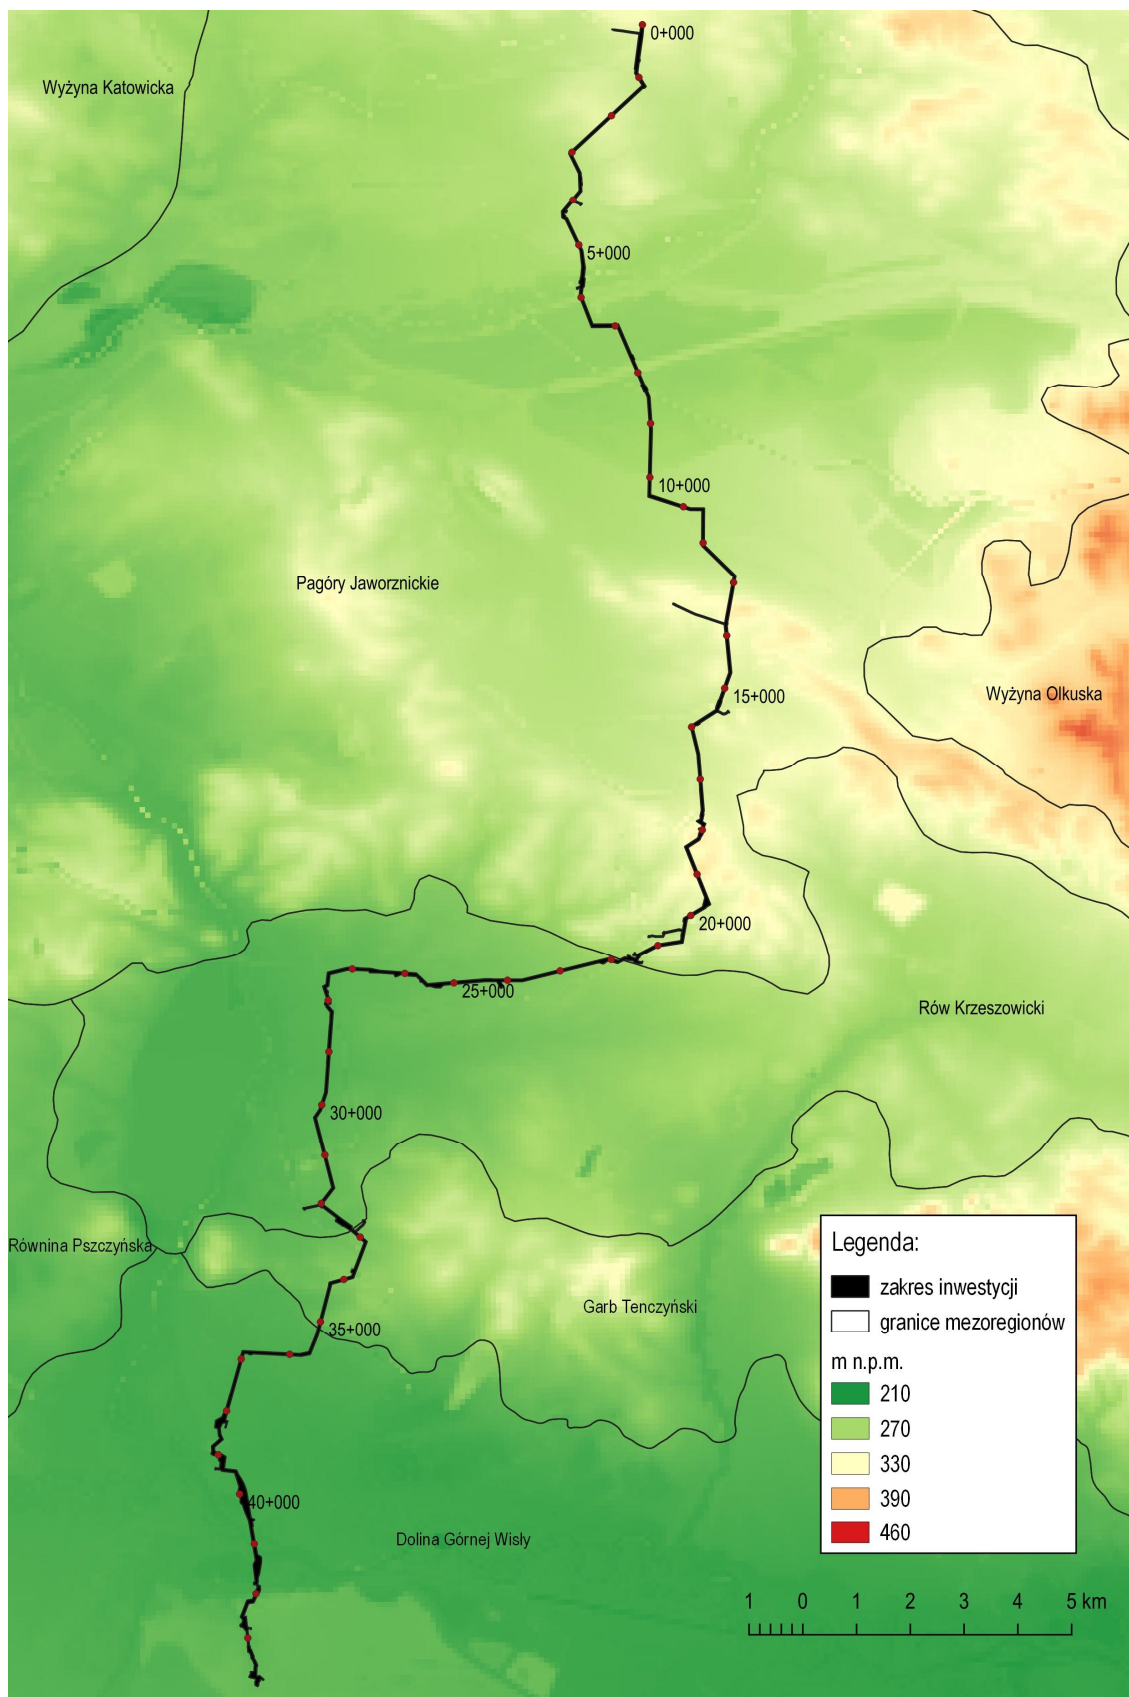 0+000
Wyżyna Katowicka
5+000
10+000
Pagóry Jaworznickie
15+000
Wyżyna Olkuska
20+000
25+000
Rów Krzeszowicki
30+000
Równina Pszczyńska
Garb Tenczyński
35+000
40+000
Dolina Górnej Wisły
Legenda:
zakres inwestycji
granice mezoregionów
m n.p.m.
210
270
330
390
460
1 0 1 2 3 4 5 km